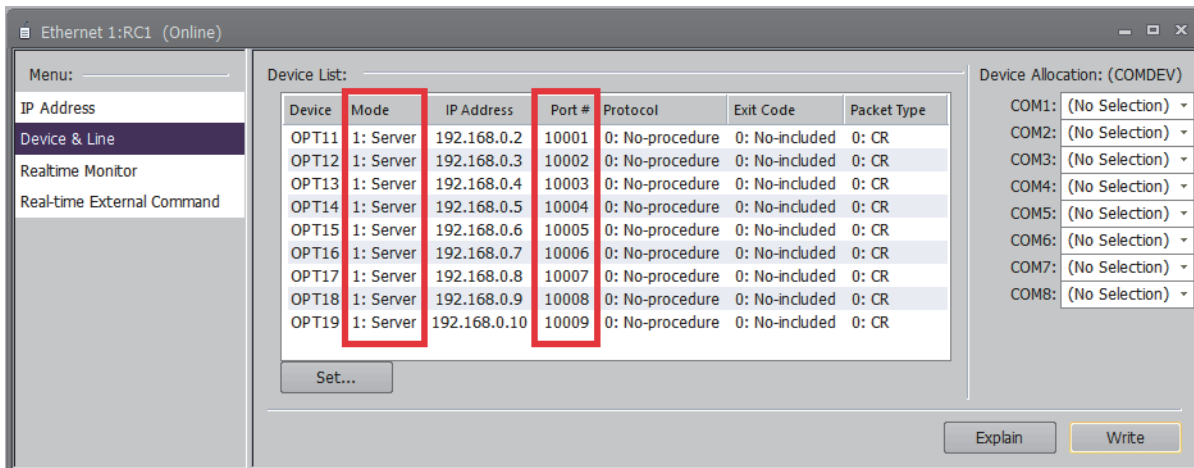 Ethernet 1:RC1 (Online)
Menu:
IP Address
Device & Line
Realtime Monitor
Real-time External Command
Device List:
Device Mode IP Address Port # Protocol Exit Code Packet Type
OPT11 1: Server 192.168.0.2 10001 0: No-procedure 0: No-included 0: CR
OPT12 1: Server 192.168.0.3 10002 0: No-procedure 0: No-included 0: CR
OPT13 1: Server 192.168.0.4 10003 0: No-procedure 0: No-included 0: CR
OPT14 1: Server 192.168.0.5 10004 0: No-procedure 0: No-included 0: CR
OPT15 1: Server 192.168.0.6 10005 0: No-procedure 0: No-included 0: CR
OPT16 1: Server 192.168.0.7 10006 0: No-procedure 0: No-included 0: CR
OPT17 1: Server 192.168.0.8 10007 0: No-procedure 0: No-included 0: CR
OPT18 1: Server 192.168.0.9 10008 0: No-procedure 0: No-included 0: CR
OPT19 1: Server 192.168.0.10 10009 0: No-procedure 0: No-included 0: CR
Set...
Device Allocation: (COMDEV)
COM1: (No Selection)
COM2: (No Selection)
COM3: (No Selection)
COM4: (No Selection)
COM5: (No Selection)
COM6: (No Selection)
COM7: (No Selection)
COM8: (No Selection)
Explain Write